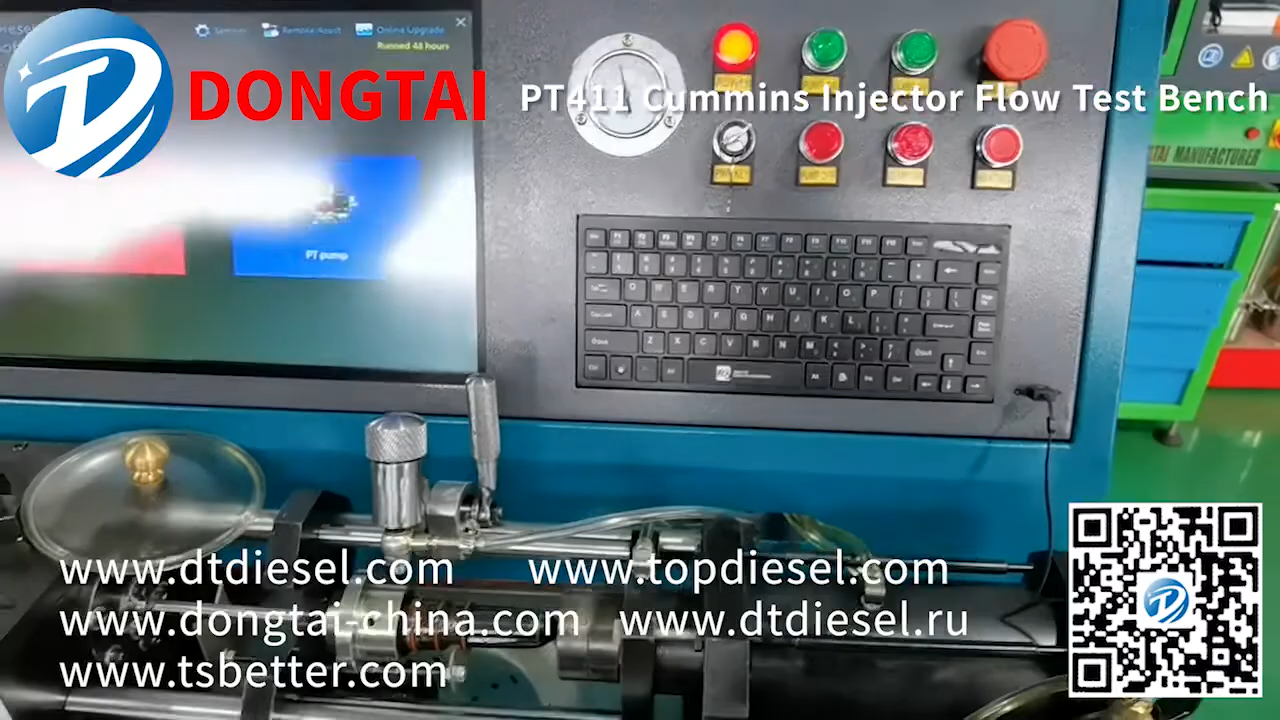 Remote Assist
Online Upgrade
Runned 48 hours
DONGTAI
PT411 Cummins Injector Flow Test Bench
MANUFACTURER
PT pump
www.dtdiesel.com
www.topdiesel.com
www.dongtai-china.com
www.dtdiesel.ru
www.tsbetter.com